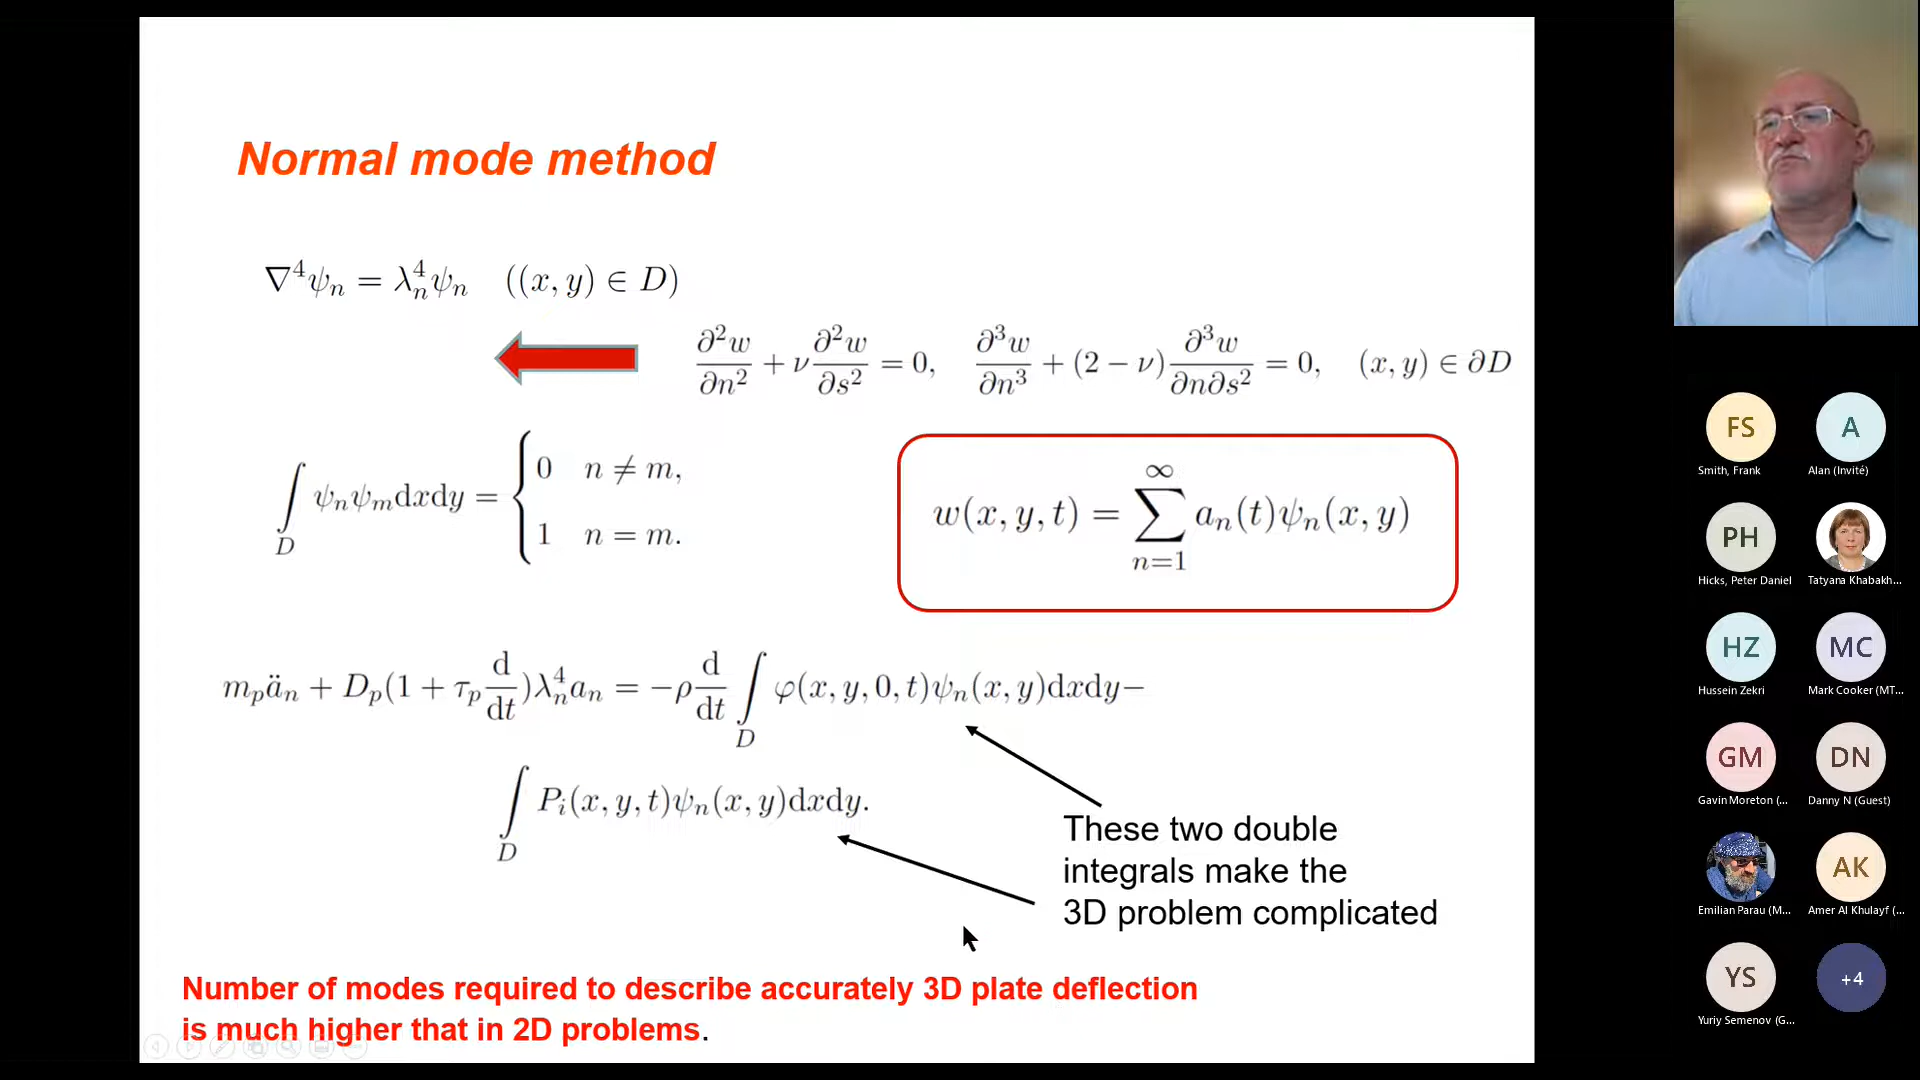 Normal mode method
∇⁴ψₙ = λₙ⁴ψₙ ((x, y) ∈ D)
∂²w/∂n² + ν ∂²w/∂s² = 0, ∂³w/∂n³ + (2 − ν) ∂³w/∂n∂s² = 0, (x, y) ∈ ∂D
∫_D ψₙψₘdxdy = { 0 n ≠ m,
1 n = m.
w(x, y, t) = ∑_{n=1}^{∞} aₙ(t)ψₙ(x, y)
mₚäₙ + Dₚ(1 + τₚ d/dt)λₙ⁴aₙ = −ρ d/dt ∫_D φ(x, y, 0, t)ψₙ(x, y)dxdy−
∫_D Pᵢ(x, y, t)ψₙ(x, y)dxdy.
These two double
integrals make the
3D problem complicated
Number of modes required to describe accurately 3D plate deflection
is much higher that in 2D problems.
FS
Smith, Frank
A
Alan (Invité)
PH
Hicks, Peter Daniel
Tatyana Khabakh...
HZ
Hussein Zekri
MC
Mark Cooker (MT...
GM
Gavin Moreton (...
DN
Danny N (Guest)
Emilian Parau (M...
AK
Amer Al Khulayf (...
YS
Yuriy Semenov (G...
+4